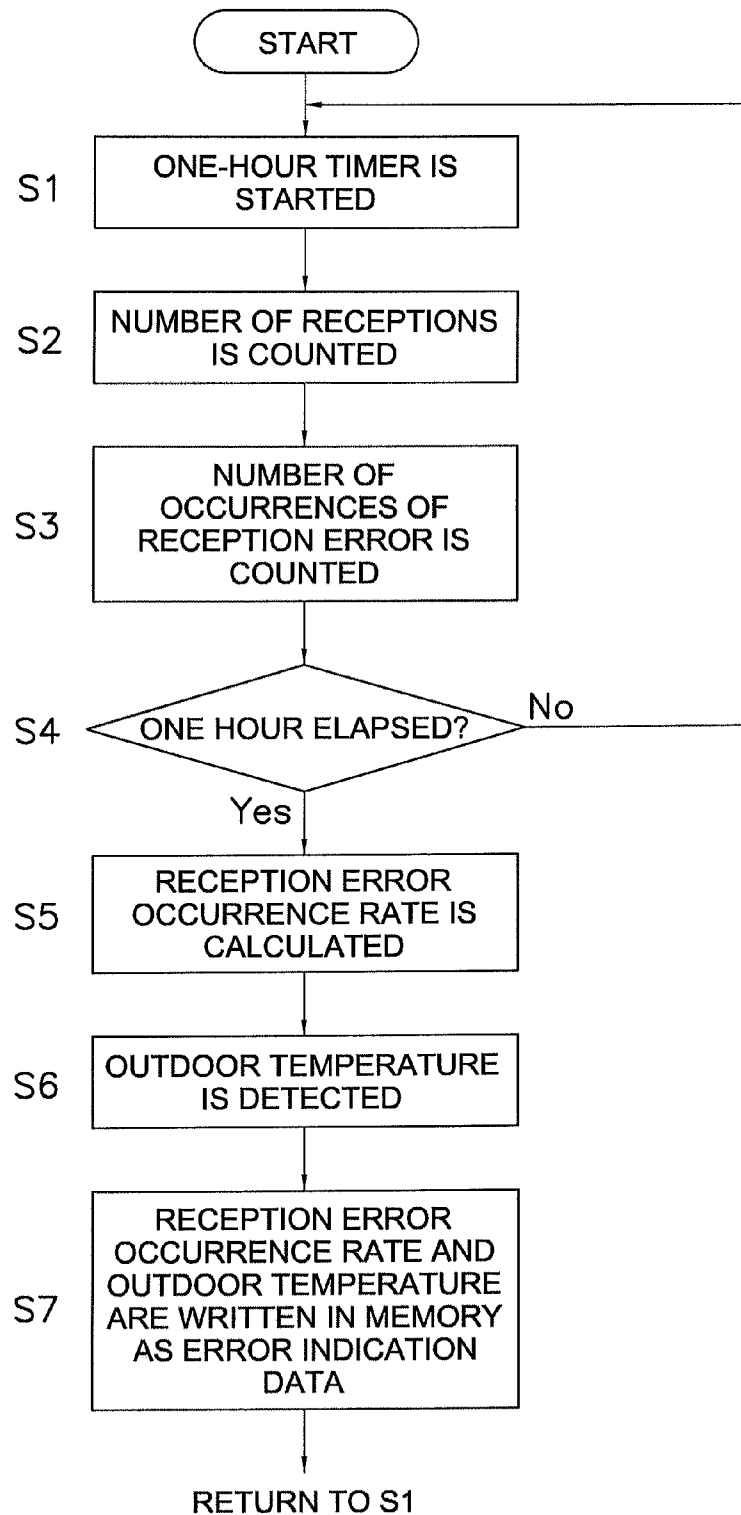 START
S1
ONE-HOUR TIMER IS
STARTED
S2
NUMBER OF RECEPTIONS
IS COUNTED
S3
NUMBER OF
OCCURRENCES OF
RECEPTION ERROR IS
COUNTED
S4
ONE HOUR ELAPSED?
No
Yes
S5
RECEPTION ERROR
OCCURRENCE RATE IS
CALCULATED
S6
OUTDOOR TEMPERATURE
IS DETECTED
S7
RECEPTION ERROR
OCCURRENCE RATE AND
OUTDOOR TEMPERATURE
ARE WRITTEN IN MEMORY
AS ERROR INDICATION
DATA
RETURN TO S1